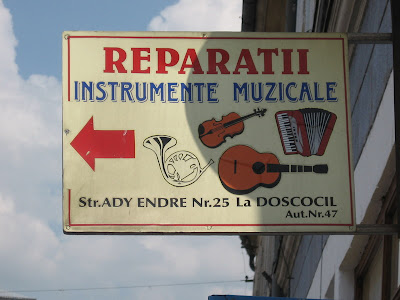 REPARATII
INSTRUMENTE MUZICALE
Str.ADY ENDRE Nr.25 La DOSCOCIL
Aut.Nr.47